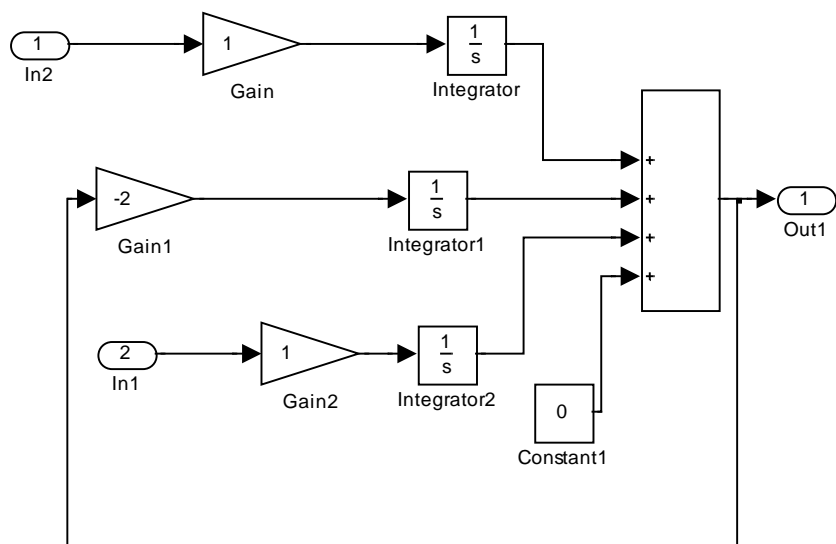 1
In2
1
Gain
1
s
Integrator
-2
Gain1
1
s
Integrator1
2
In1
1
Gain2
1
s
Integrator2
0
Constant1
+
+
+
+
1
Out1